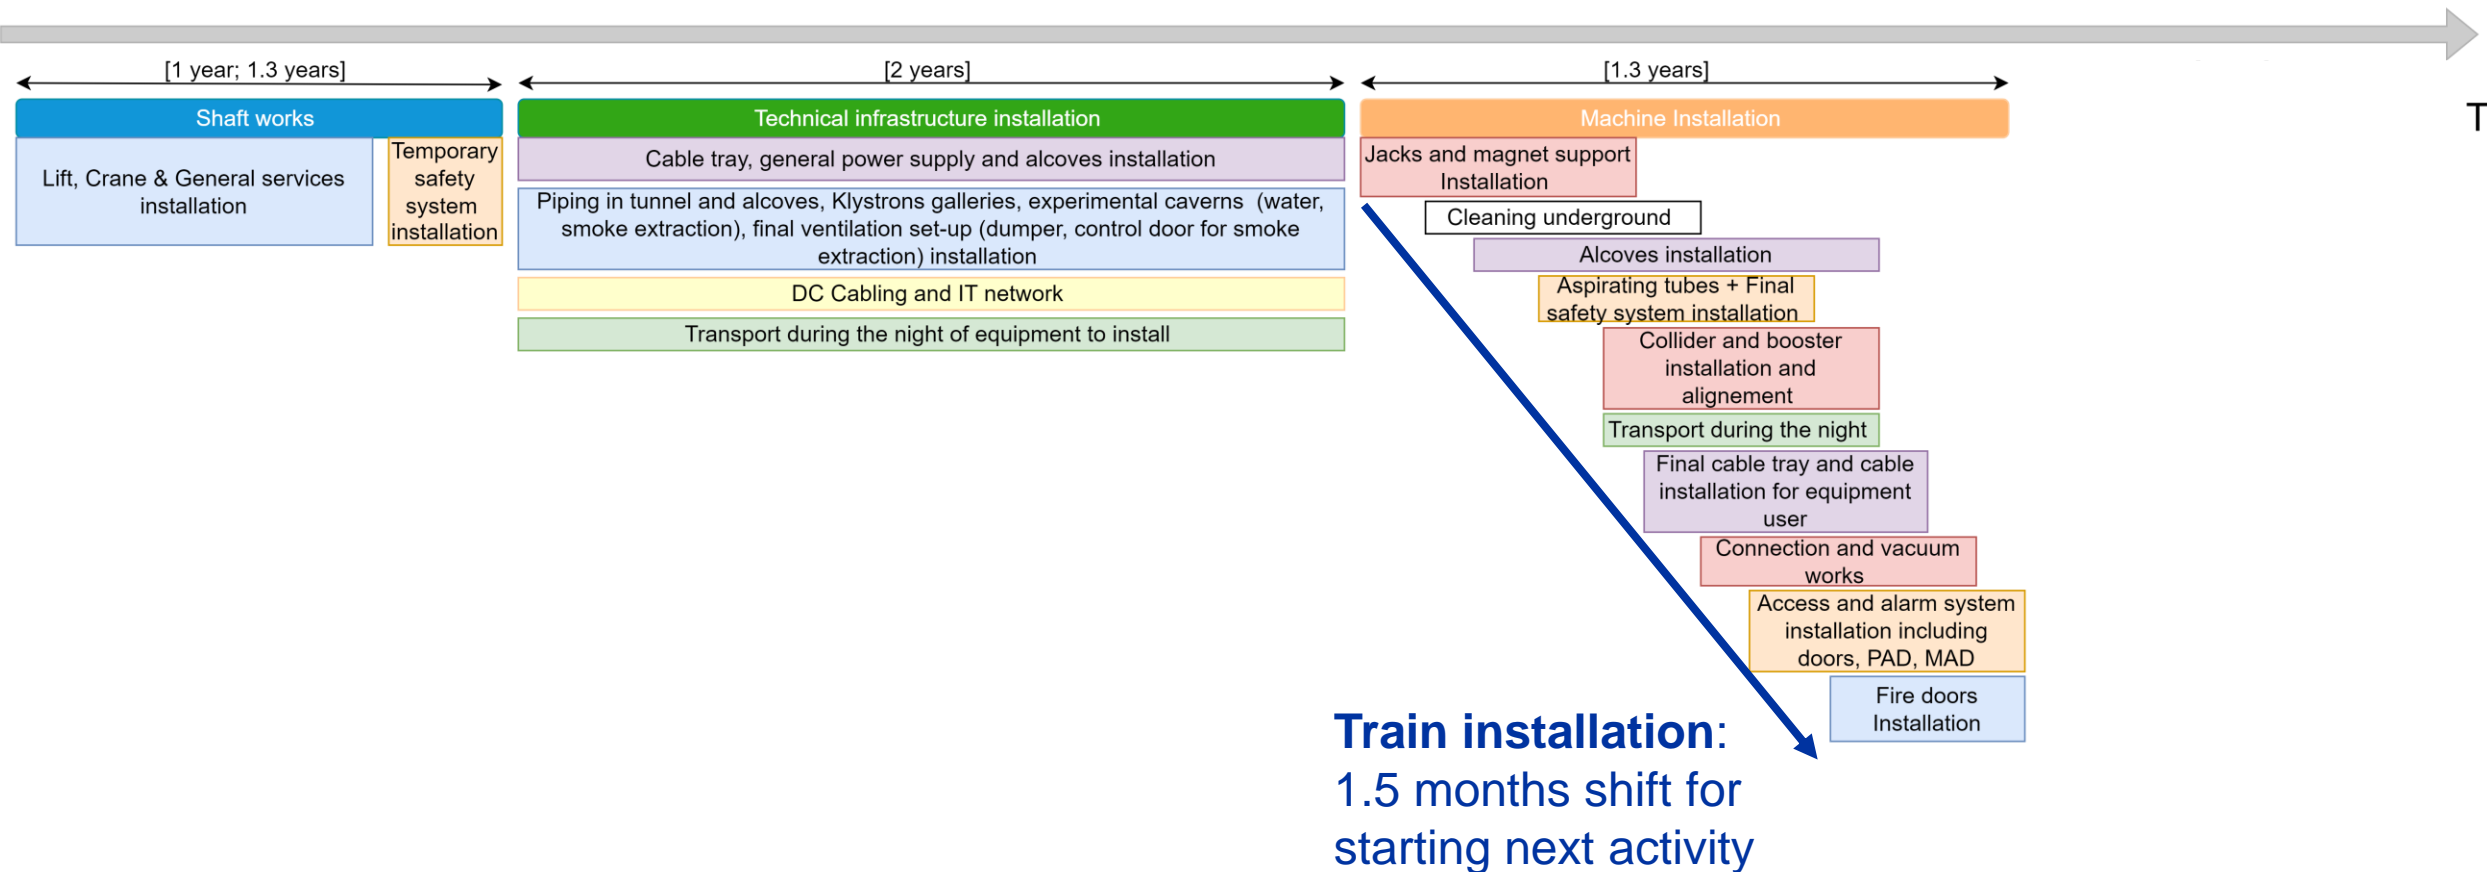 [1 year; 1.3 years]
[2 years]
[1.3 years]
T
Shaft works
Technical infrastructure installation
Machine Installation
Lift, Crane & General services
installation
Temporary
safety
system
installation
Cable tray, general power supply and alcoves installation
Piping in tunnel and alcoves, Klystrons galleries, experimental caverns (water,
smoke extraction), final ventilation set-up (dumper, control door for smoke
extraction) installation
DC Cabling and IT network
Transport during the night of equipment to install
Jacks and magnet support
Installation
Cleaning underground
Alcoves installation
Aspirating tubes + Final
safety system installation
Collider and booster
installation and
alignement
Transport during the night
Final cable tray and cable
installation for equipment
user
Connection and vacuum
works
Access and alarm system
installation including
doors, PAD, MAD
Fire doors
Installation
Train installation:
1.5 months shift for
starting next activity